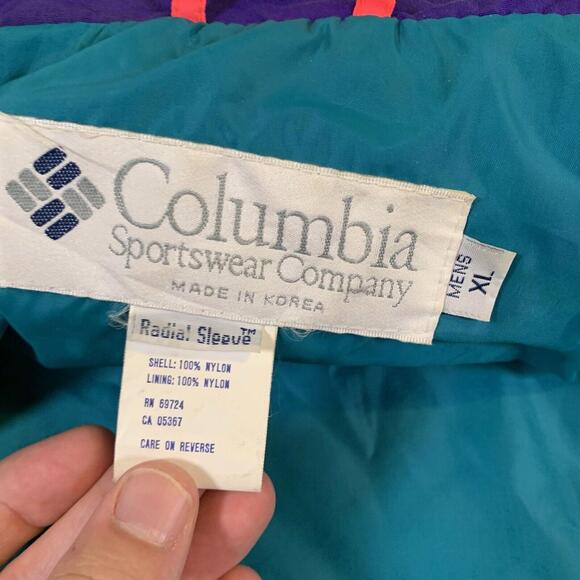 Columbia
Sportswear Company
MADE IN KOREA
MENS
XL
Radial Sleeve™
SHELL: 100% NYLON
LINING: 100% NYLON
RN 69724
CA 05367
CARE ON REVERSE